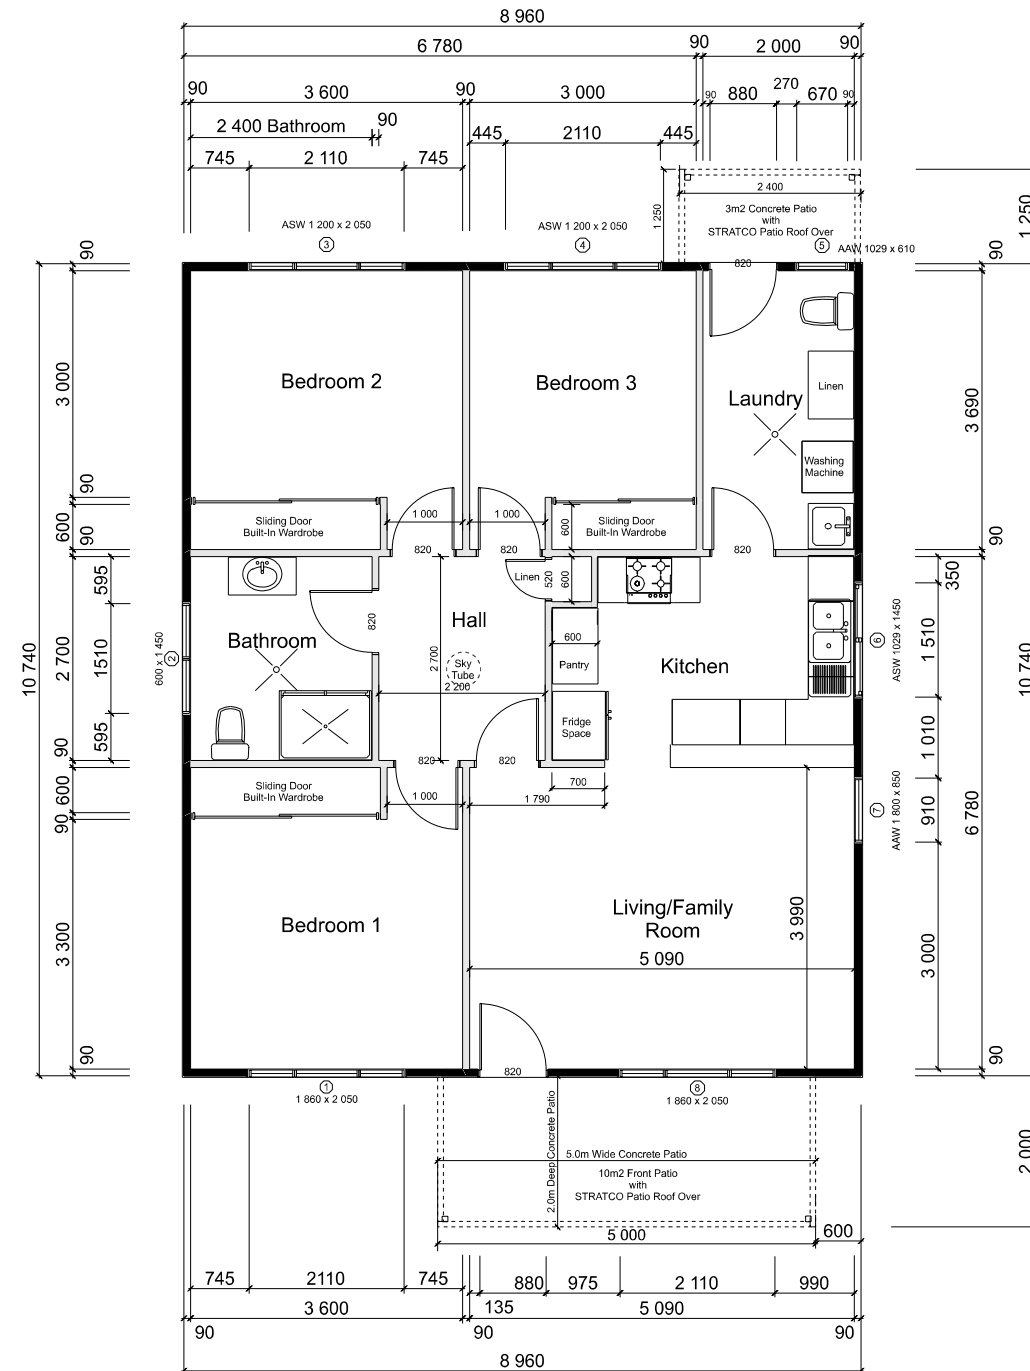 8 960
6 780
90
2 000
90
90
3 600
90
3 000
90
880
270
670
90
2 400 Bathroom
90
745
2 110
745
445
2110
445
2 400
3m2 Concrete Patio
with
STRATCO Patio Roof Over
1 250
1 250
ASW 1 200 x 2 050
3
ASW 1 200 x 2 050
4
5
AAW 1029 x 610
90
820
90
Bedroom 2
Bedroom 3
Laundry
Linen
Washing
Machine
3 000
3 690
90
600
90
Sliding Door
Built-In Wardrobe
1 000
1 000
600
Sliding Door
Built-In Wardrobe
820
820
820
90
595
1510
595
2 700
10 740
600 x 1 450
2
Bathroom
820
Hall
Linen
520
600
2 700
Sky
Tube
2 200
600
Pantry
Fridge
Space
Kitchen
6
ASW 1029 x 1450
350
1 510
1 010
10 740
90
600
90
Sliding Door
Built-In Wardrobe
820
820
1 000
1 790
700
7
AAW 1 800 x 850
910
6 780
Bedroom 1
Living/Family
Room
3 990
5 090
3 300
3 000
90
90
820
1
1 860 x 2 050
8
1 860 x 2 050
2.0m Deep Concrete Patio
5.0m Wide Concrete Patio
10m2 Front Patio
with
STRATCO Patio Roof Over
2 000
5 000
600
745
2110
745
880
975
2 110
990
3 600
135
5 090
90
90
90
8 960